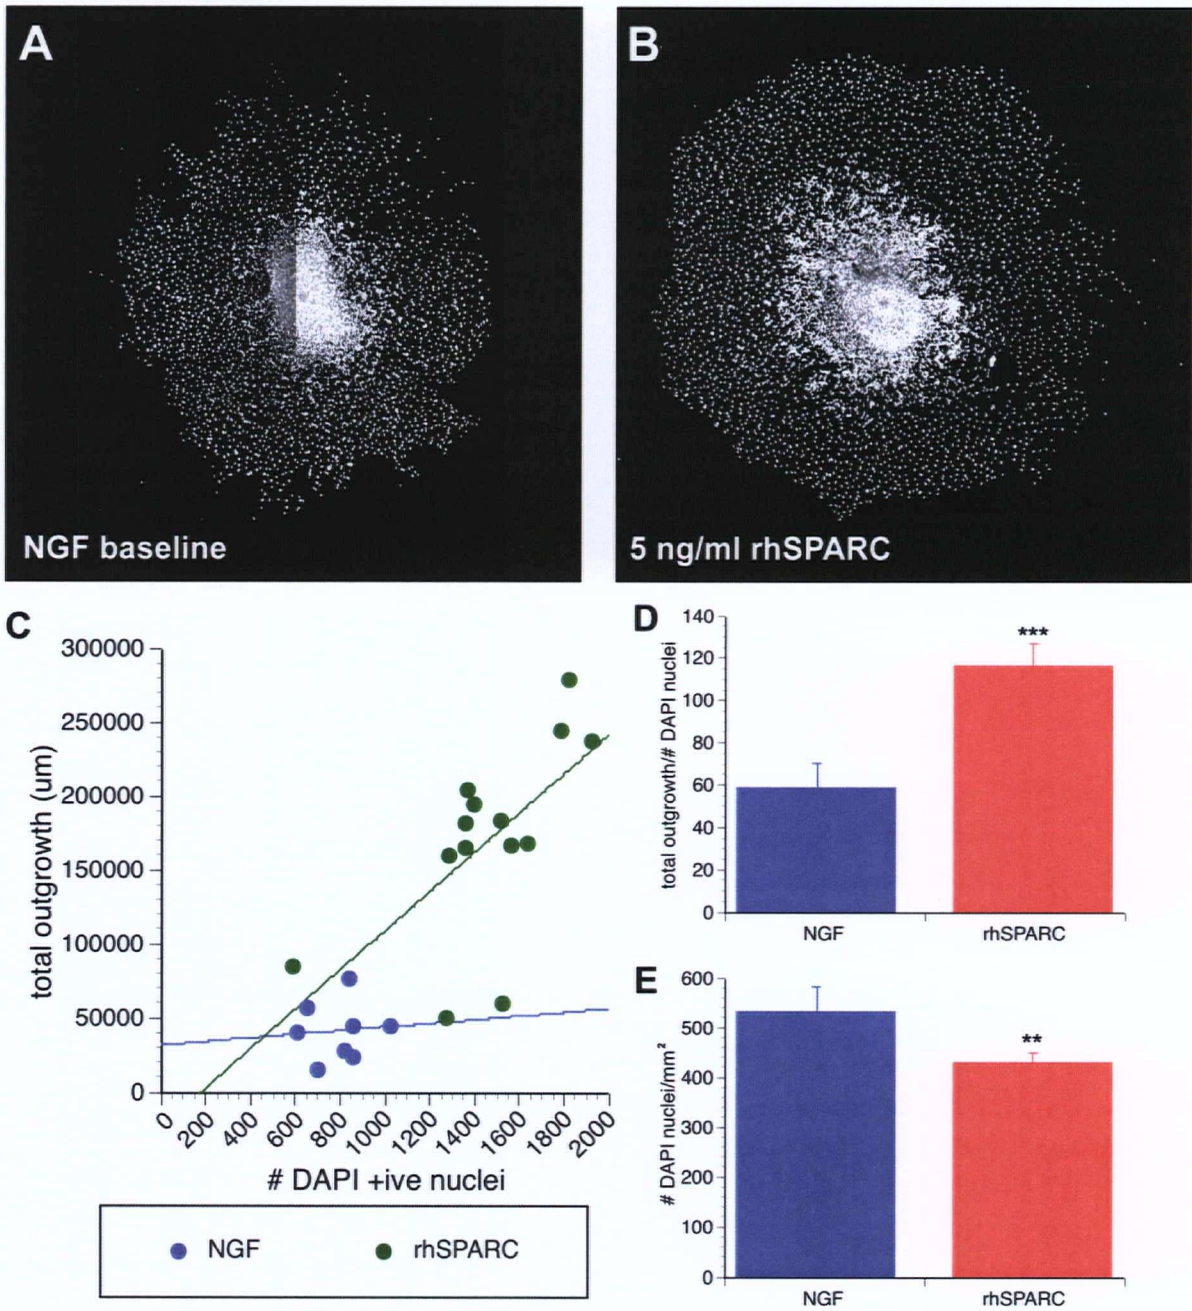 A
B
NGF baseline
5 ng/ml rhSPARC
C
total outgrowth (um)
300000
250000
200000
150000
100000
50000
0
0 200 400 600 800 1000 1200 1400 1600 1800 2000
# DAPI +ive nuclei
NGF rhSPARC
D
total outgrowth/# DAPI nuclei
140
120
100
80
60
40
20
0
***
NGF rhSPARC
E
# DAPI nuclei/mm²
600
500
400
300
200
100
0
**
NGF rhSPARC